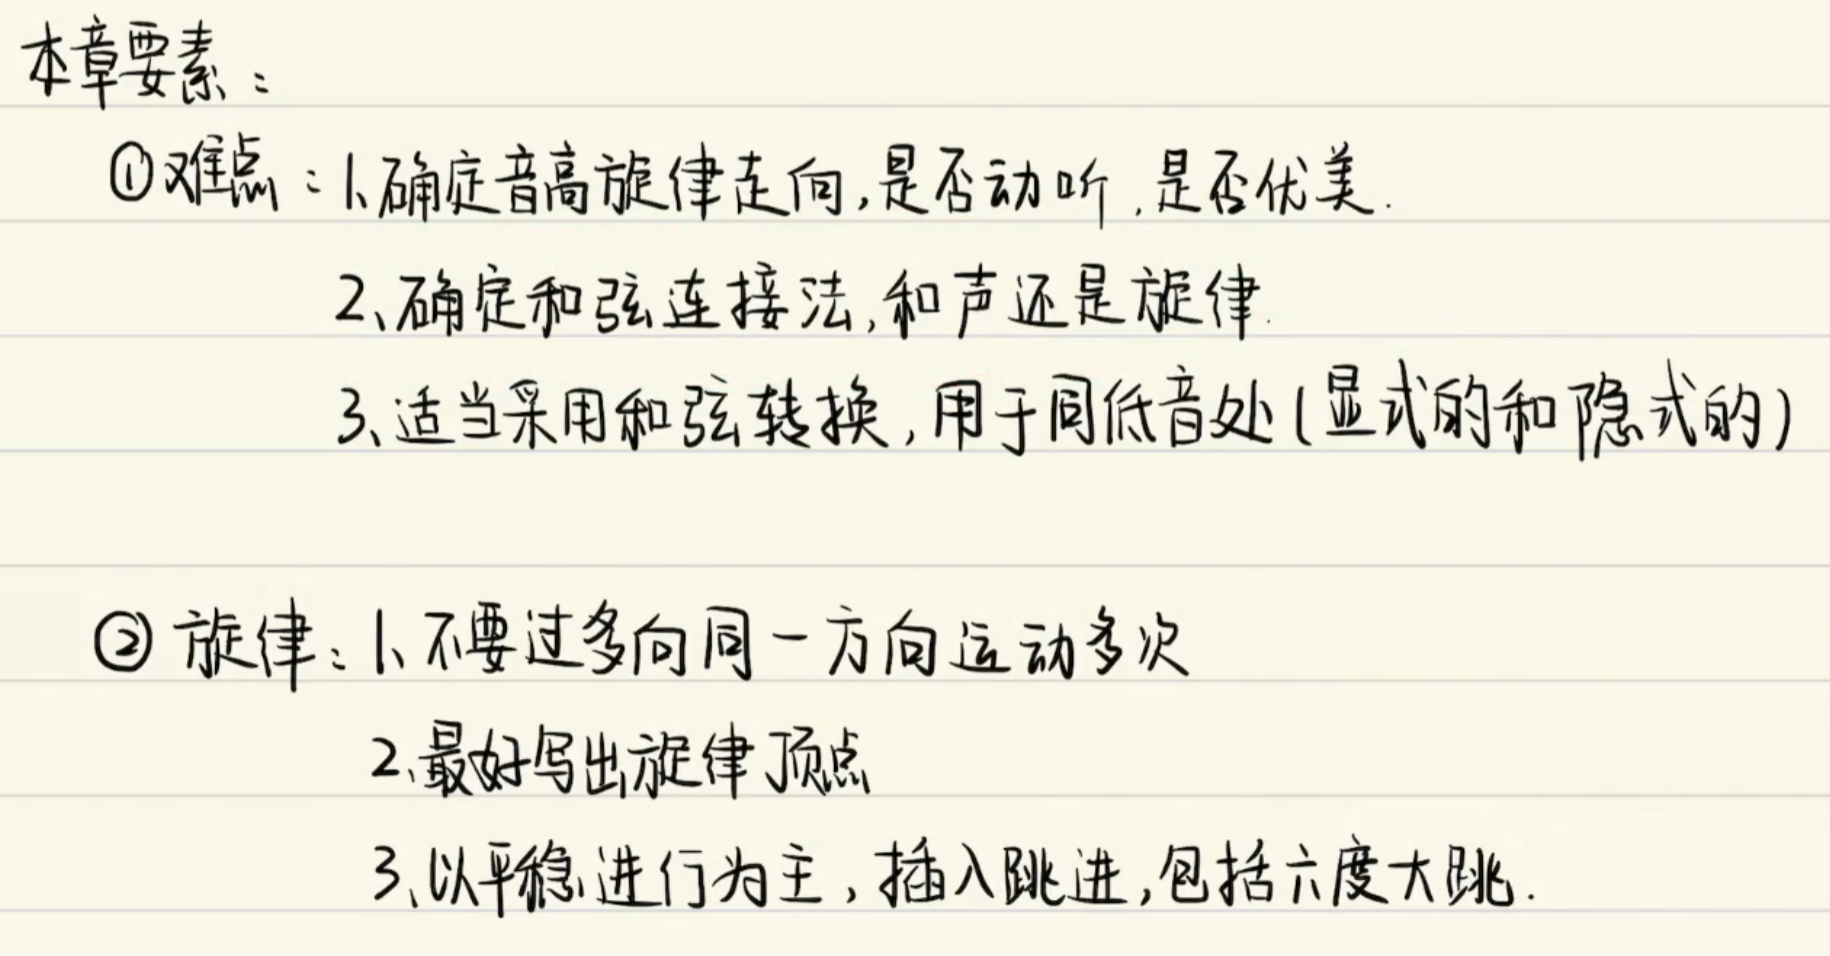 本章要素：
①难点：1、确定音高旋律走向,是否动听,是否优美.
2、确定和弦连接法,和声还是旋律.
3、适当采用和弦转换,用于同低音处(显式的和隐式的)
②旋律：1、不要过多向同一方向运动多次
2、最好写出旋律顶点
3、以平稳进行为主,插入跳进,包括六度大跳.